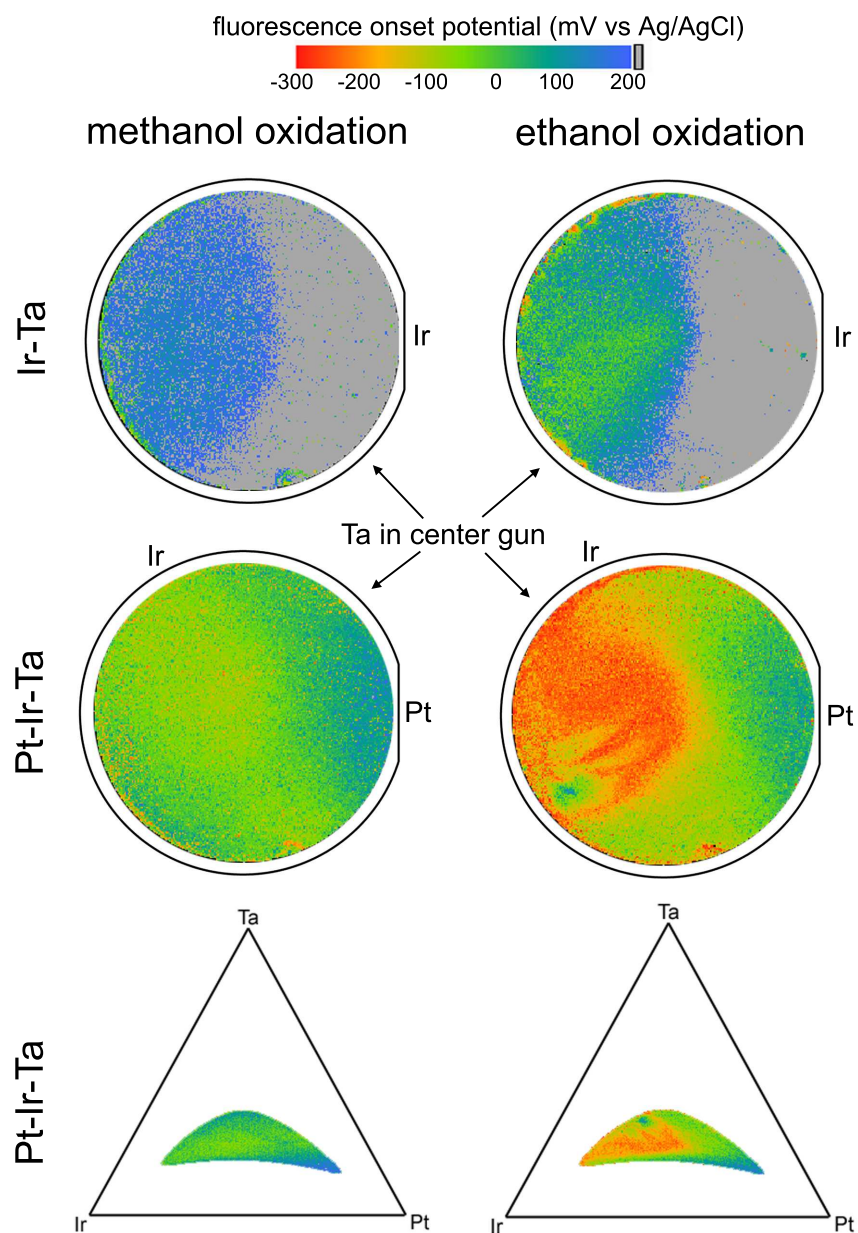 fluorescence onset potential (mV vs Ag/AgCl)
-300 -200 -100 0 100 200
methanol oxidation ethanol oxidation
Ir-Ta
Ir Ir
Ta in center gun
Ir Ir
Pt-Ir-Ta
Pt Pt
Ta Ta
Pt-Ir-Ta
Ir Pt Ir Pt